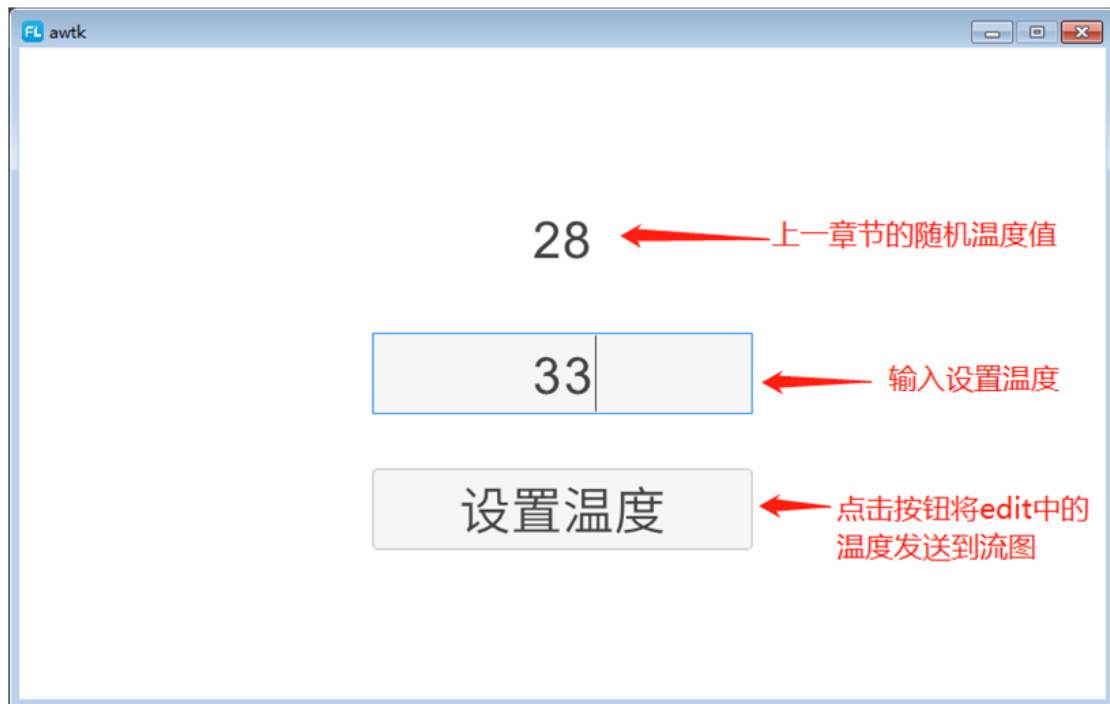 FL awtk
28
上一章节的随机温度值
33
输入设置温度
设置温度
点击按钮将edit中的
温度发送到流图